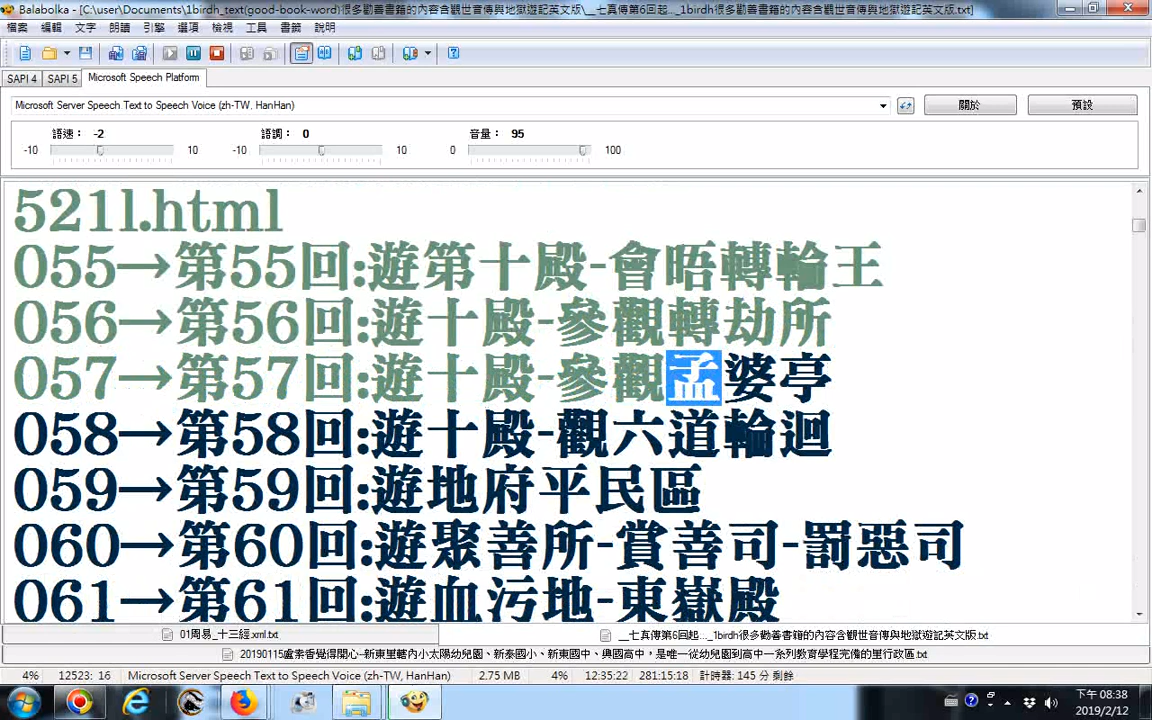 Balabolka - [C:\user\Documents\1birdh_text(good-book-word)很多勸善書籍的內容含觀世音傳與地獄遊記英文版\__七真傳第6回起..._1birdh很多勸善書籍的內容含觀世音傳與地獄遊記英文版.txt]
檔案 編輯 文字 朗讀 引擎 選項 檢視 工具 書籤 說明
SAPI 4 SAPI 5 Microsoft Speech Platform
Microsoft Server Speech Text to Speech Voice (zh-TW, HanHan) 關於 預設
語速： -2 語調： 0 音量： 95
-10 10 -10 10 0 100
521l.html
055→第55回:遊第十殿-會晤轉輪王
056→第56回:遊十殿-參觀轉劫所
057→第57回:遊十殿-參觀孟婆亭
058→第58回:遊十殿-觀六道輪迴
059→第59回:遊地府平民區
060→第60回:遊聚善所-賞善司-罰惡司
061→第61回:遊血污地-東嶽殿
01周易_十三經.xml.txt __七真傳第6回起..._1birdh很多勸善書籍的內容含觀世音傳與地獄遊記英文版.txt
20190115盧素香覺得開心-新東里轄內小太陽幼兒園、新泰國小、新東國中、興國高中，是唯一從幼兒園到高中一系列教育學程完備的里行政區.txt
4% 12523: 16 Microsoft Server Speech Text to Speech Voice (zh-TW, HanHan) 2.75 MB 4% 12:35:22 281:15:18 計時器: 145 分 剩餘
下午 08:38
2019/2/12